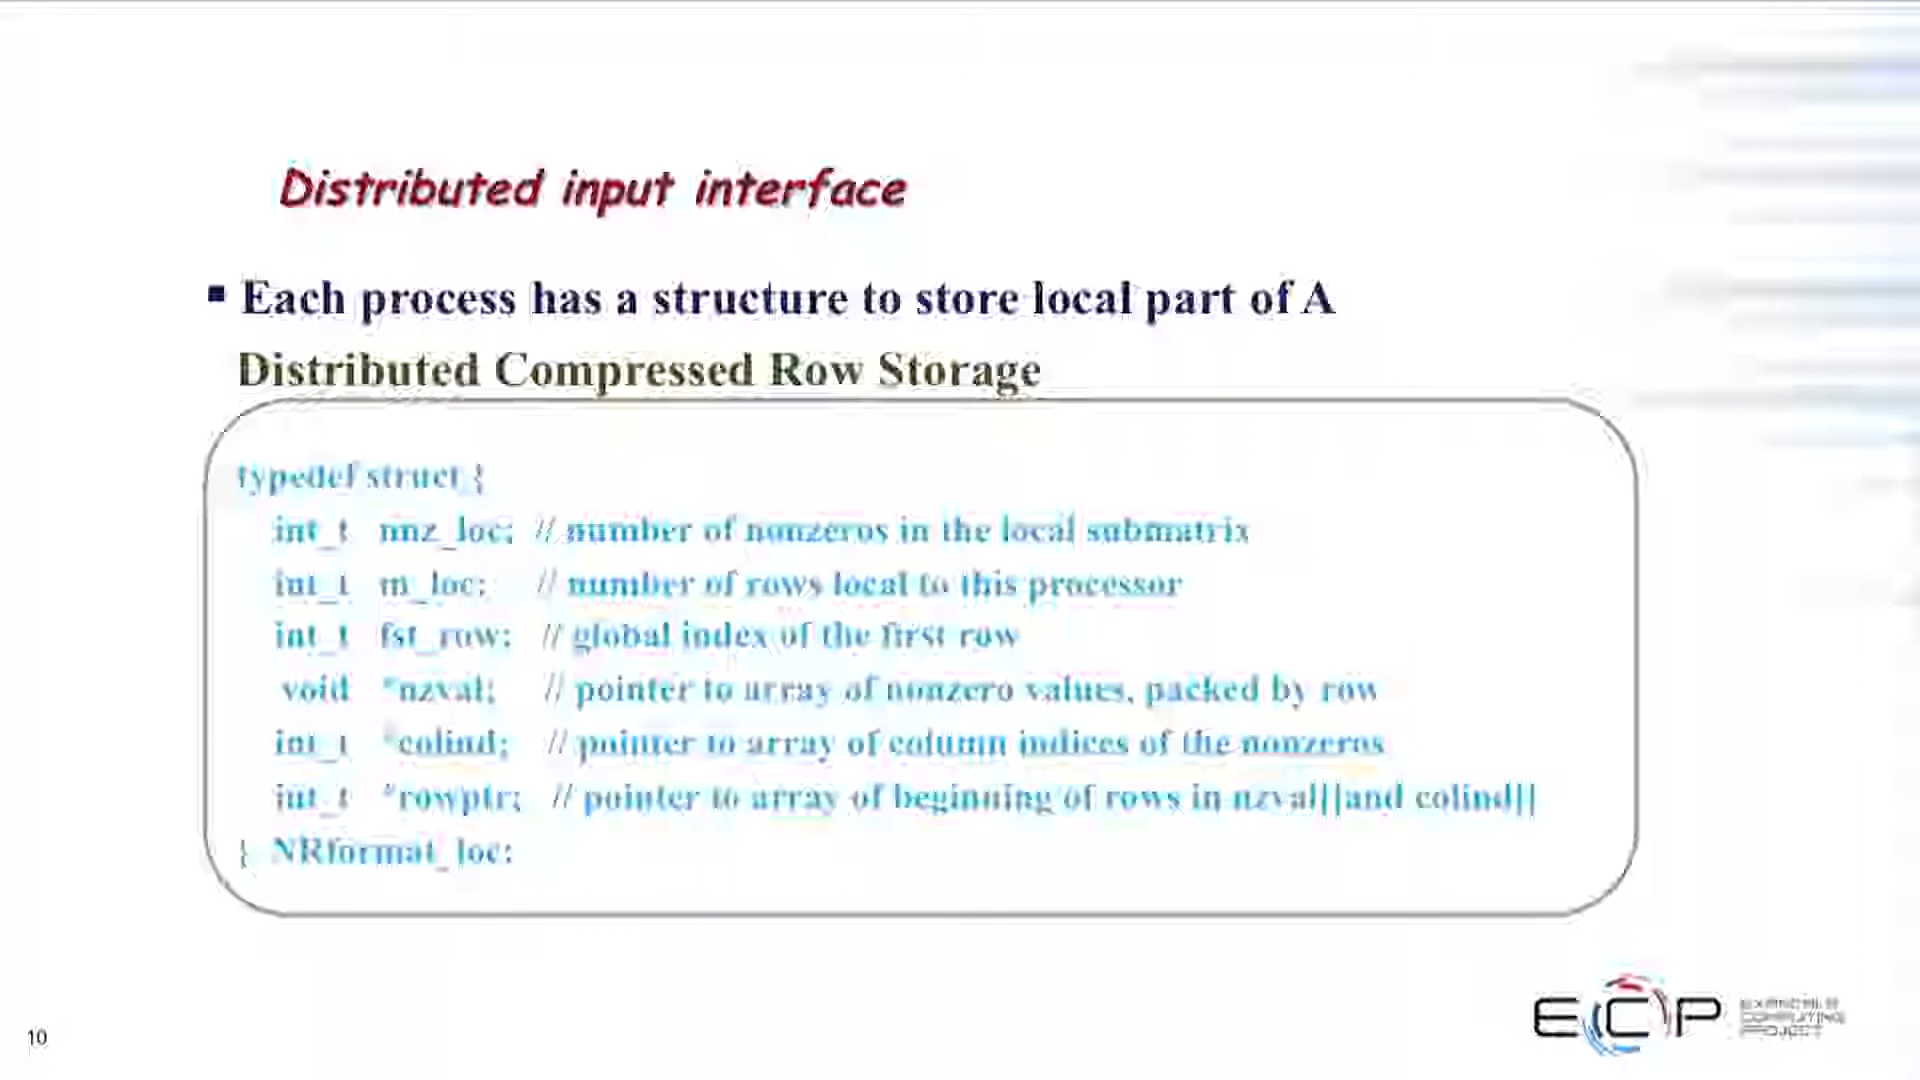 Distributed input interface
▪ Each process has a structure to store local part of A
Distributed Compressed Row Storage
typedef struct {
int_t nnz_loc; // number of nonzeros in the local submatrix
int_t m_loc; // number of rows local to this processor
int_t fst_row; // global index of the first row
void *nzval; // pointer to array of nonzero values, packed by row
int_t *colind; // pointer to array of column indices of the nonzeros
int_t *rowptr; // pointer to array of beginning of rows in nzval[]and colind[]
} NRformat_loc;
ECP
EXASCALE
COMPUTING
PROJECT
10